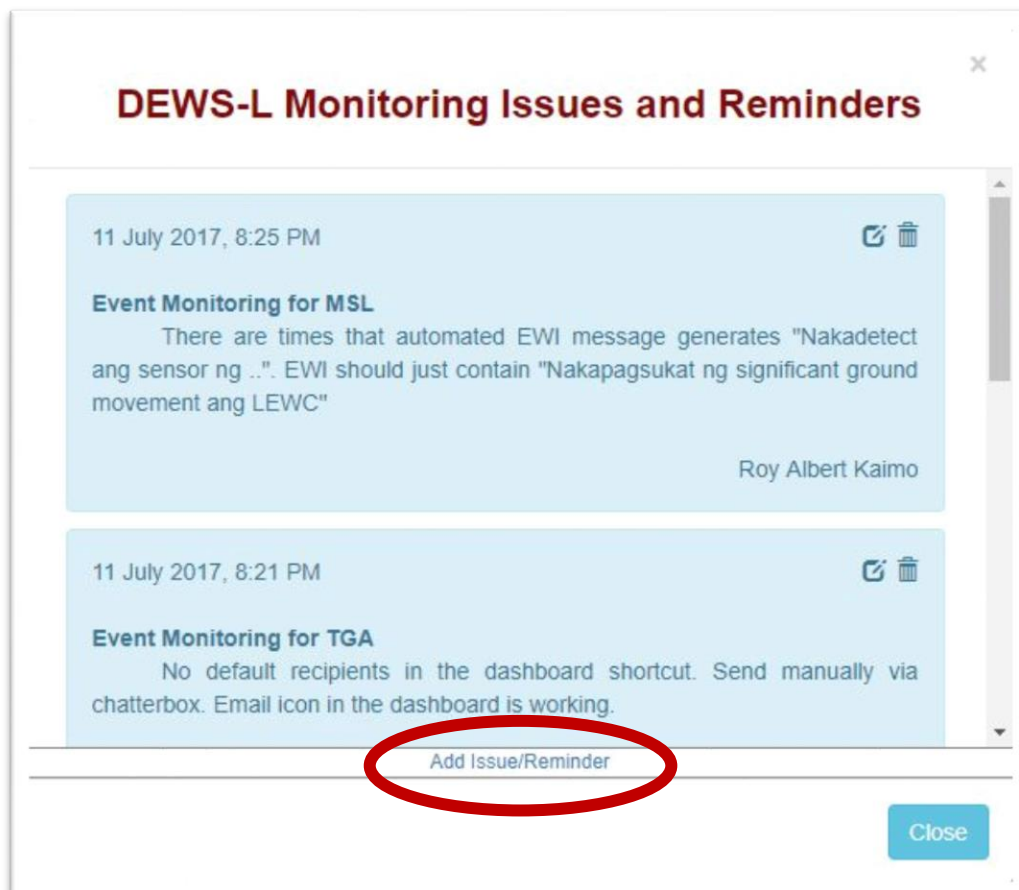 ×
DEWS-L Monitoring Issues and Reminders
11 July 2017, 8:25 PM
Event Monitoring for MSL
There are times that automated EWI message generates "Nakadetect
ang sensor ng ..". EWI should just contain "Nakapagsukat ng significant ground
movement ang LEWC"
Roy Albert Kaimo
11 July 2017, 8:21 PM
Event Monitoring for TGA
No default recipients in the dashboard shortcut. Send manually via
chatterbox. Email icon in the dashboard is working.
Add Issue/Reminder
Close